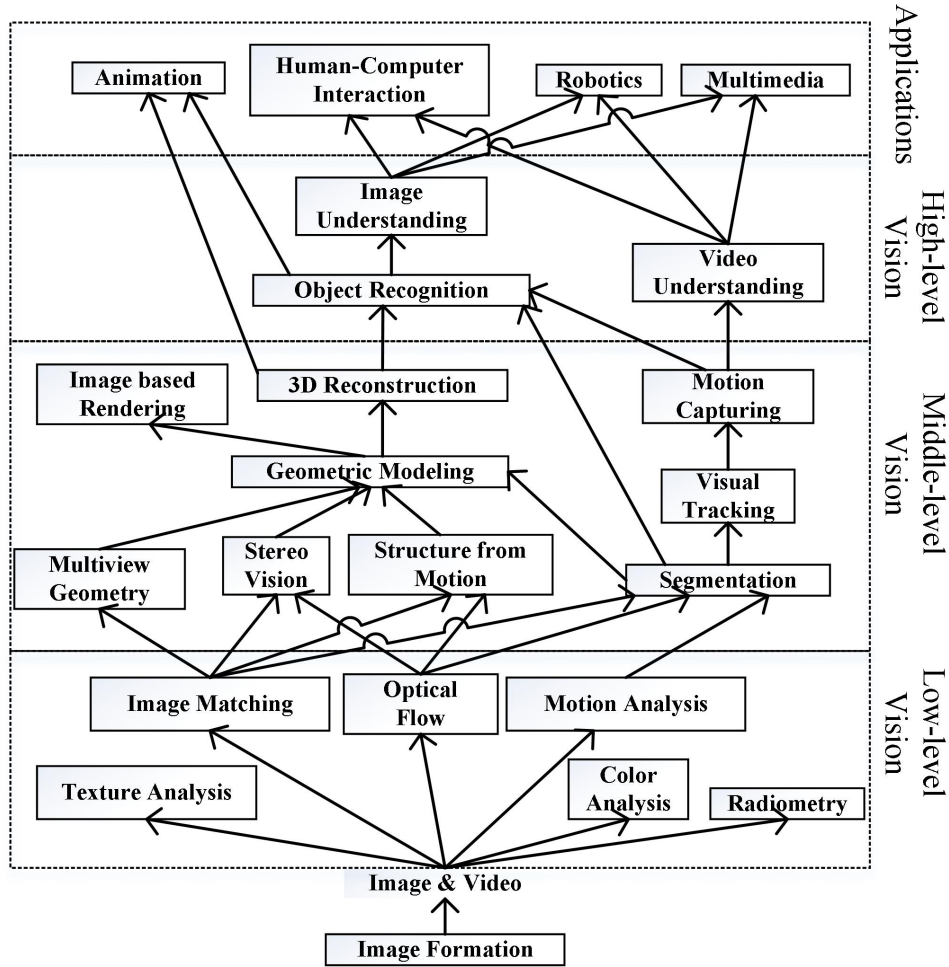 Applications
Animation
Human-Computer
Interaction
Robotics
Multimedia
High-level
Vision
Image
Understanding
Video
Understanding
Object Recognition
Middle-level
Vision
Image based
Rendering
3D Reconstruction
Motion
Capturing
Geometric Modeling
Visual
Tracking
Multiview
Geometry
Stereo
Vision
Structure from
Motion
Segmentation
Low-level
Vision
Image Matching
Optical
Flow
Motion Analysis
Texture Analysis
Color
Analysis
Radiometry
Image & Video
Image Formation